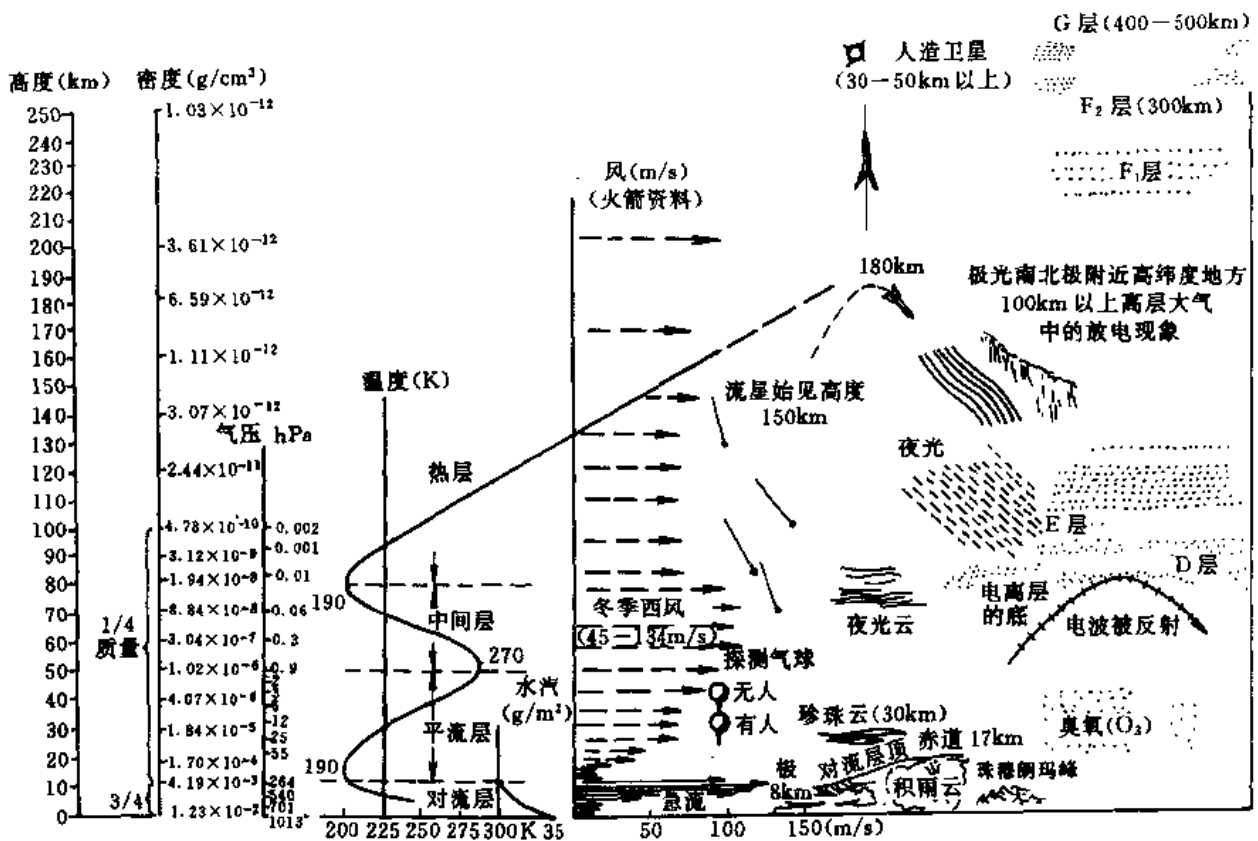 G 层(400－500km)
人造卫星
(30－50km 以上)
高度(km)
密度(g/cm³)
F₂ 层(300km)
F₁层
风(m/s)
(火箭资料)
250
240
230
220
210
200
190
180
170
160
150
140
130
120
110
100
90
80
70
60
50
40
30
20
10
0
1.03×10⁻¹²
3.61×10⁻¹²
6.59×10⁻¹²
1.11×10⁻¹²
3.07×10⁻¹²
2.44×10⁻¹¹
4.78×10⁻¹⁰
3.12×10⁻⁹
1.94×10⁻⁸
8.84×10⁻⁸
3.04×10⁻⁷
1.02×10⁻⁶
4.07×10⁻⁶
1.84×10⁻⁵
1.70×10⁻⁴
4.19×10⁻³
1/4
质量
3/4
气压 hPa
0.002
0.001
0.01
0.06
0.3
0.9
12
25
55
264
540
701
1013
温度(K)
热层
190
中间层
270
平流层
190
对流层
水汽
(g/m²)
200 225 250 275 300 K 35
180km
极光南北极附近高纬度地方
100km 以上高层大气
中的放电现象
流星始见高度
150km
夜光
E 层
D 层
电离层
的底
电波被反射
夜光云
冬季西风
(45－134m/s)
探测气球
无人
有人
珍珠云(30km)
臭氧(O₃)
赤道 17km
对流层顶
极
8km
积雨云
珠穆朗玛峰
急流
50 100 150(m/s)